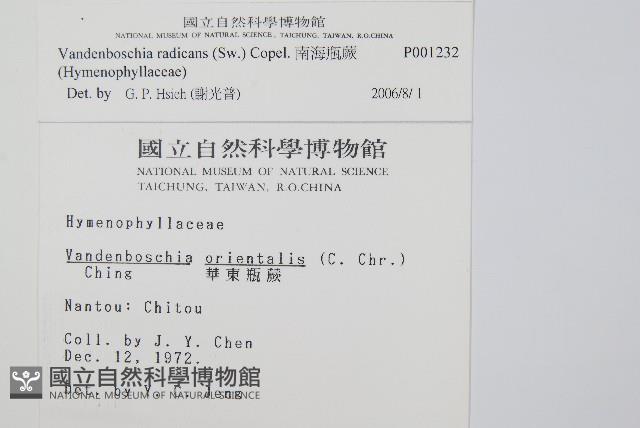 國立自然科學博物館
NATIONAL MUSEUM OF NATURAL SCIENCE, TAICHUNG, TAIWAN, R.O.CHINA
Vandenboschia radicans (Sw.) Copel. 南海瓶蕨 P001232
(Hymenophyllaceae)
Det. by G. P. Hsich (謝光普) 2006/8/1
國立自然科學博物館
NATIONAL MUSEUM OF NATURAL SCIENCE
TAICHUNG, TAIWAN, R.O.CHINA
Hymenophyllaceae
Vandenboschia orientalis (C. Chr.)
Ching 華東瓶蕨
Nantou: Chitou
Coll. by J. Y. Chen
Dec. 12, 1972.
國立自然科學博物館
NATIONAL MUSEUM OF NATURAL SCIENCE
Det. by